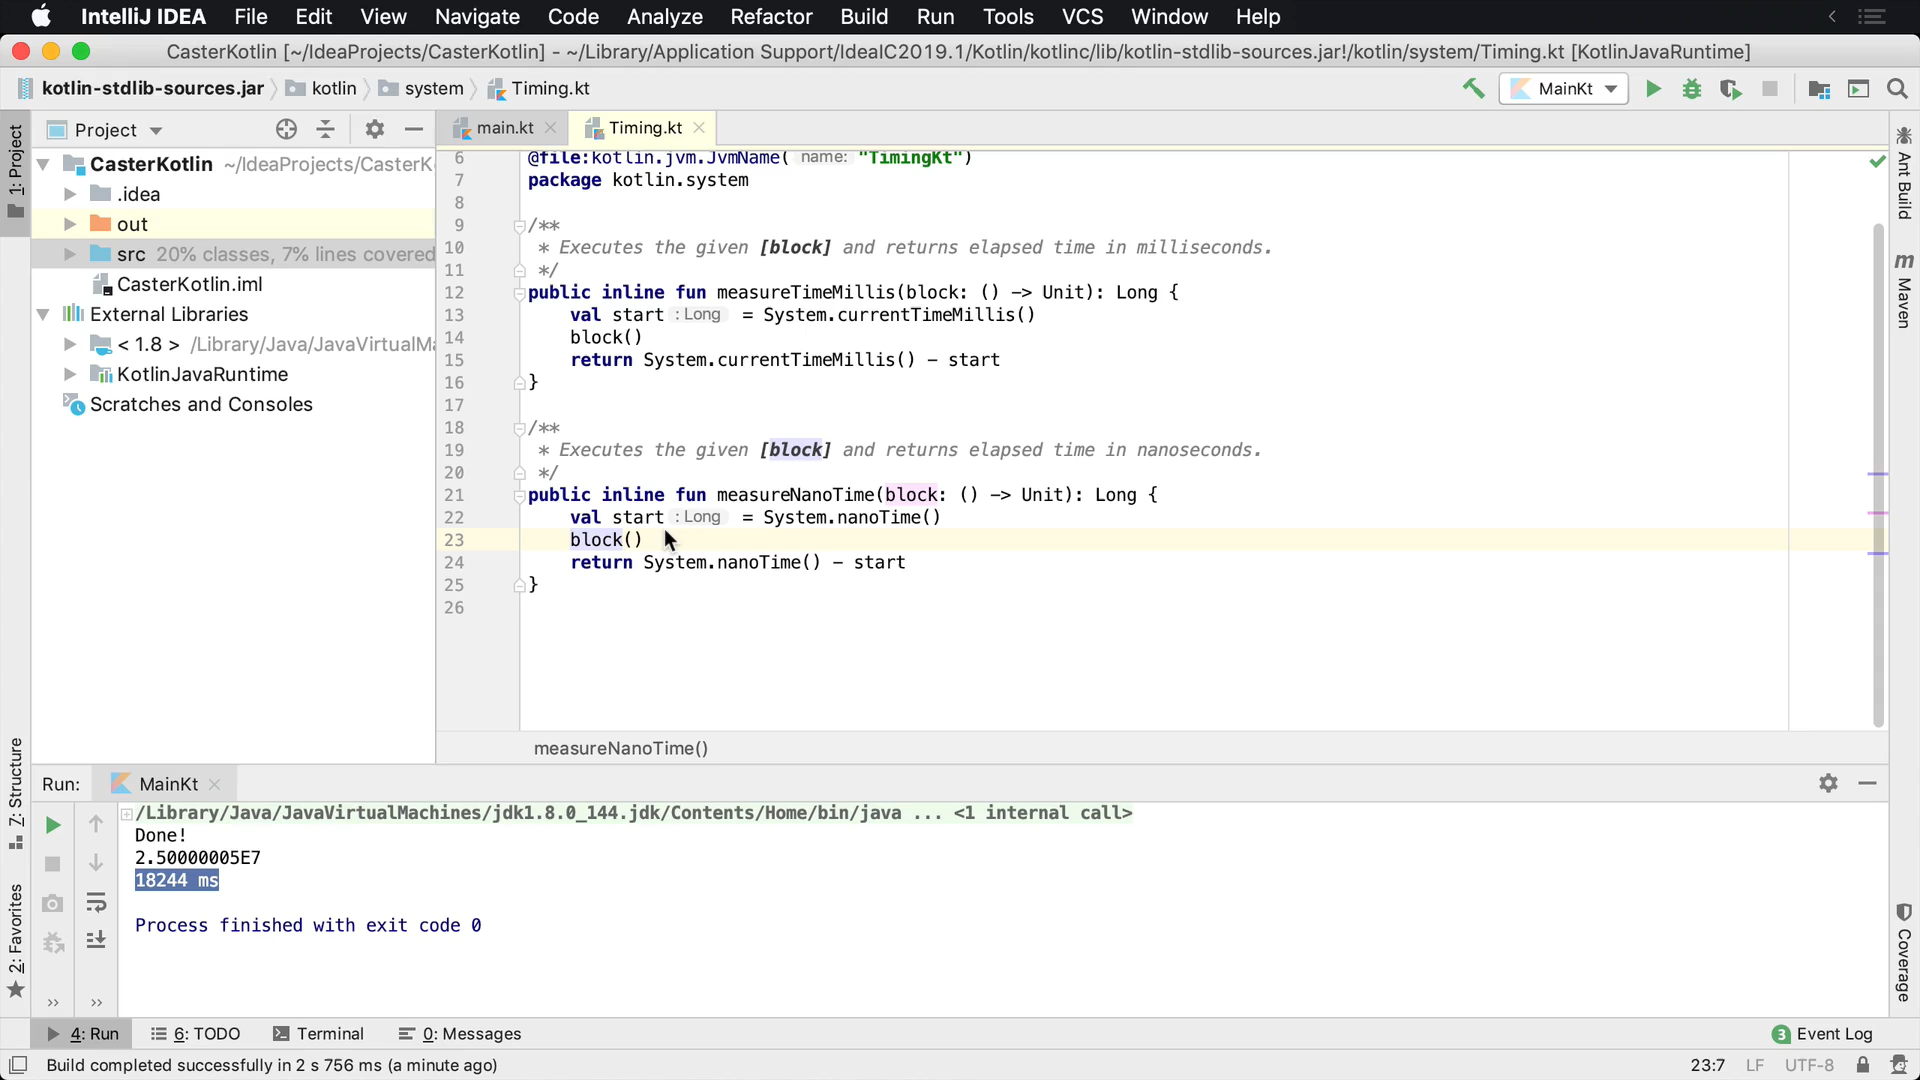 IntelliJ IDEA File Edit View Navigate Code Analyze Refactor Build Run Tools VCS Window Help
CasterKotlin [~/IdeaProjects/CasterKotlin] - ~/Library/Application Support/IdeaIC2019.1/Kotlin/kotlinc/lib/kotlin-stdlib-sources.jar!/kotlin/system/Timing.kt [KotlinJavaRuntime]
kotlin-stdlib-sources.jar kotlin system Timing.kt MainKt
1: Project
Project
CasterKotlin ~/IdeaProjects/CasterK
.idea
out
src 20% classes, 7% lines covered
CasterKotlin.iml
External Libraries
< 1.8 > /Library/Java/JavaVirtualM
KotlinJavaRuntime
Scratches and Consoles
main.kt Timing.kt
6 @file:kotlin.jvm.JvmName( name: "TimingKt")
7 package kotlin.system
8
9 /**
10 * Executes the given [block] and returns elapsed time in milliseconds.
11 */
12 public inline fun measureTimeMillis(block: () -> Unit): Long {
13 val start :Long = System.currentTimeMillis()
14 block()
15 return System.currentTimeMillis() - start
16 }
17
18 /**
19 * Executes the given [block] and returns elapsed time in nanoseconds.
20 */
21 public inline fun measureNanoTime(block: () -> Unit): Long {
22 val start :Long = System.nanoTime()
23 block()
24 return System.nanoTime() - start
25 }
26
measureNanoTime()
Ant Build
m Maven
Coverage
Z: Structure
2: Favorites
Run: MainKt
/Library/Java/JavaVirtualMachines/jdk1.8.0_144.jdk/Contents/Home/bin/java ... <1 internal call>
Done!
2.50000005E7
18244 ms
Process finished with exit code 0
4: Run 6: TODO Terminal 0: Messages 3 Event Log
Build completed successfully in 2 s 756 ms (a minute ago) 23:7 LF UTF-8